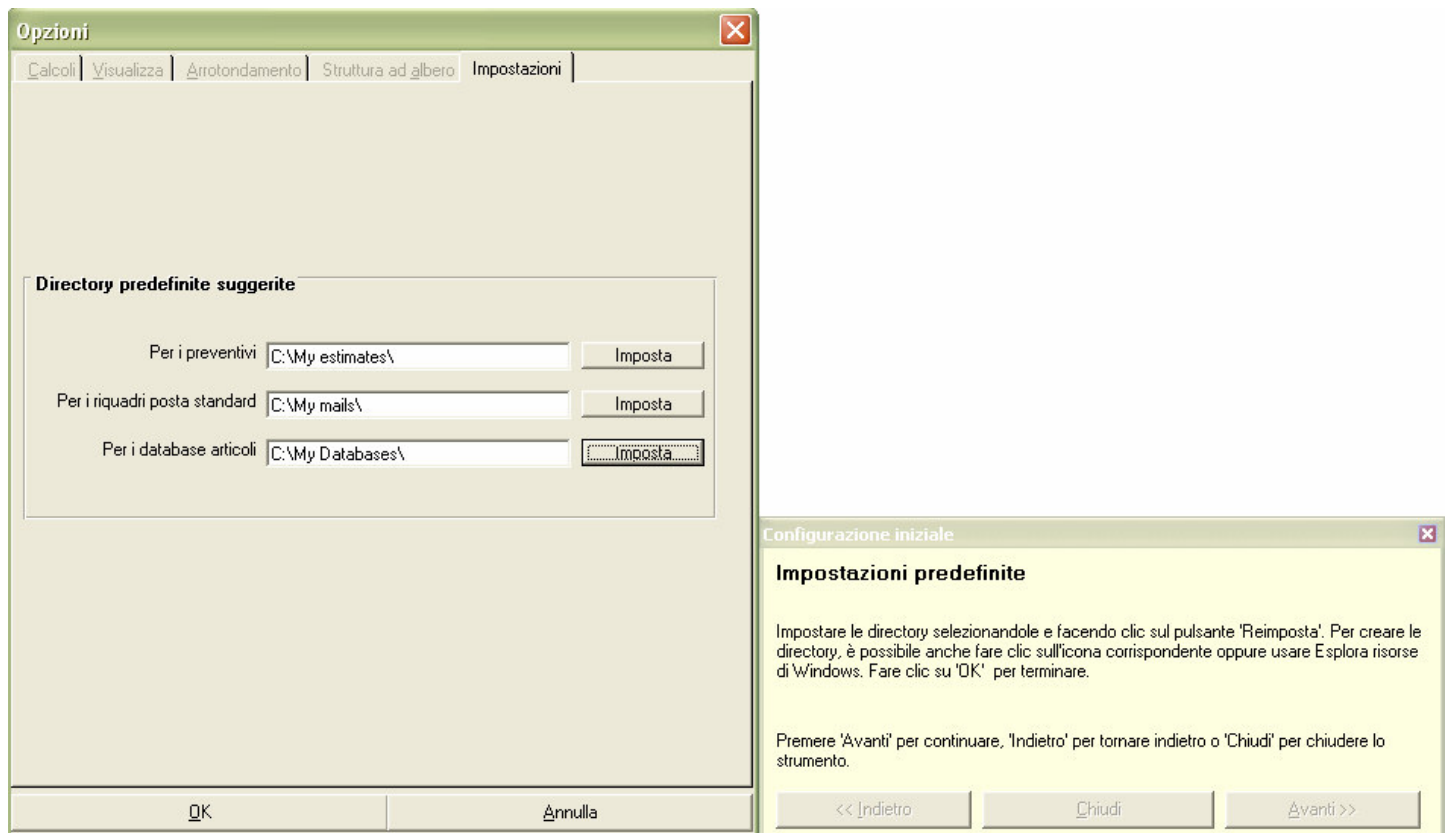 Opzioni
Calcoli Visualizza Arrotondamento Struttura ad albero Impostazioni
Directory predefinite suggerite
Per i preventivi C:\My estimates\ Imposta
Per i riquadri posta standard C:\My mails\ Imposta
Per i database articoli C:\My Databases\ Imposta
OK Annulla
Configurazione iniziale
Impostazioni predefinite
Impostare le directory selezionandole e facendo clic sul pulsante 'Reimposta'. Per creare le
directory, è possibile anche fare clic sull'icona corrispondente oppure usare Esplora risorse
di Windows. Fare clic su 'OK' per terminare.
Premere 'Avanti' per continuare, 'Indietro' per tornare indietro o 'Chiudi' per chiudere lo
strumento.
<< Indietro Chiudi Avanti >>